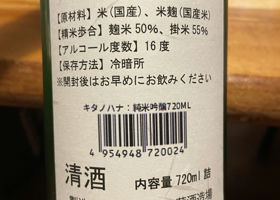 【原材料】米(国産)、米麹(国産米)
【精米歩合】麹米50%、掛米55%
【アルコール度数】16度
【保存方法】冷暗所
※開封後はお早めにお飲みください
キタノハナ:純米吟醸720ML
4 954948 720024
清酒 内容量720ml詰
酒造場